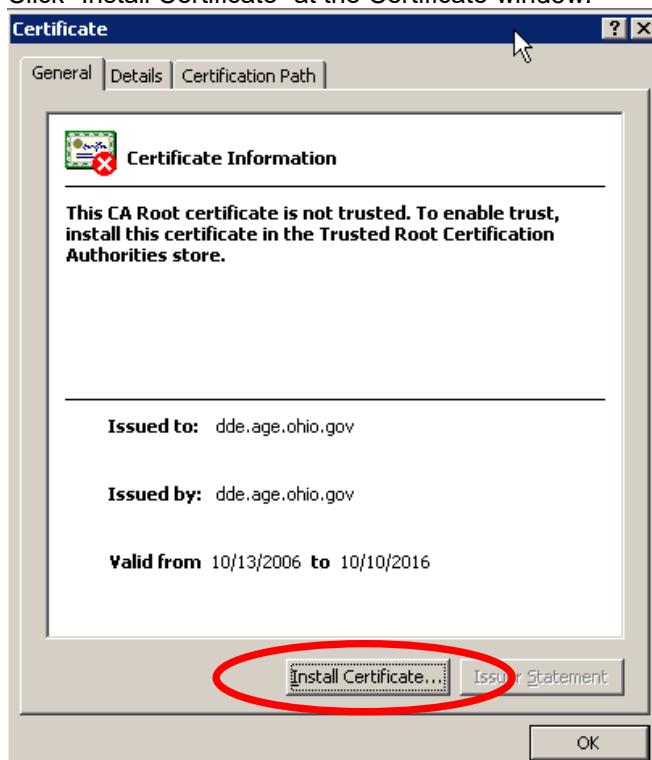 Click "Install Certificate" at the Certificate window.
Certificate
General Details Certification Path
Certificate Information
This CA Root certificate is not trusted. To enable trust,
install this certificate in the Trusted Root Certification
Authorities store.
Issued to: dde.age.ohio.gov
Issued by: dde.age.ohio.gov
Valid from 10/13/2006 to 10/10/2016
Install Certificate... Issuer Statement
OK